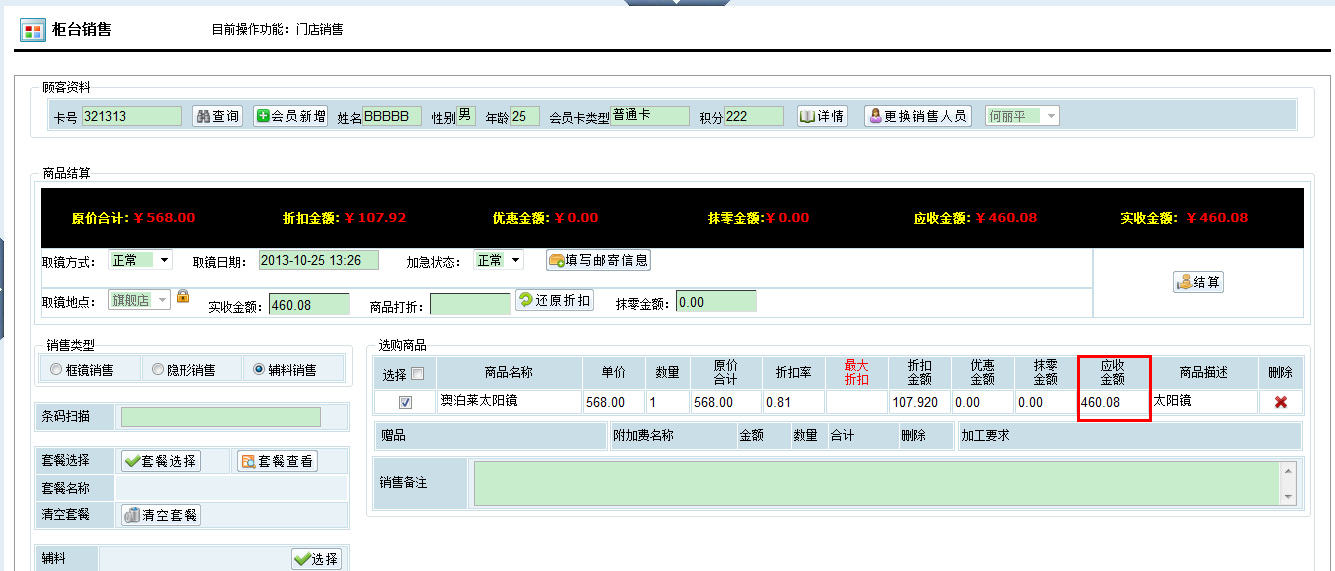 柜台销售 目前操作功能：门店销售
顾客资料
卡号 321313 查询 会员新增 姓名 BBBBB 性别 男 年龄 25 会员卡类型 普通卡 积分 222 详情 更换销售人员 何丽平
商品结算
原价合计：￥568.00 折扣金额：￥107.92 优惠金额：￥0.00 抹零金额:￥0.00 应收金额：￥460.08 实收金额：￥460.08
取镜方式： 正常 取镜日期： 2013-10-25 13:26 加急状态： 正常 填写邮寄信息
结算
取镜地点： 旗舰店 实收金额： 460.08 商品打折： 还原折扣 抹零金额： 0.00
销售类型
框镜销售 隐形销售 辅料销售
条码扫描
套餐选择 套餐选择 套餐查看
套餐名称
清空套餐 清空套餐
辅料 选择
选购商品
选择 商品名称 单价 数量 原价合计 折扣率 最大折扣 折扣金额 优惠金额 抹零金额 应收金额 商品描述 删除
澳泊莱太阳镜 568.00 1 568.00 0.81 107.920 0.00 0.00 460.08 太阳镜
赠品 附加费名称 金额 数量 合计 删除 加工要求
销售备注